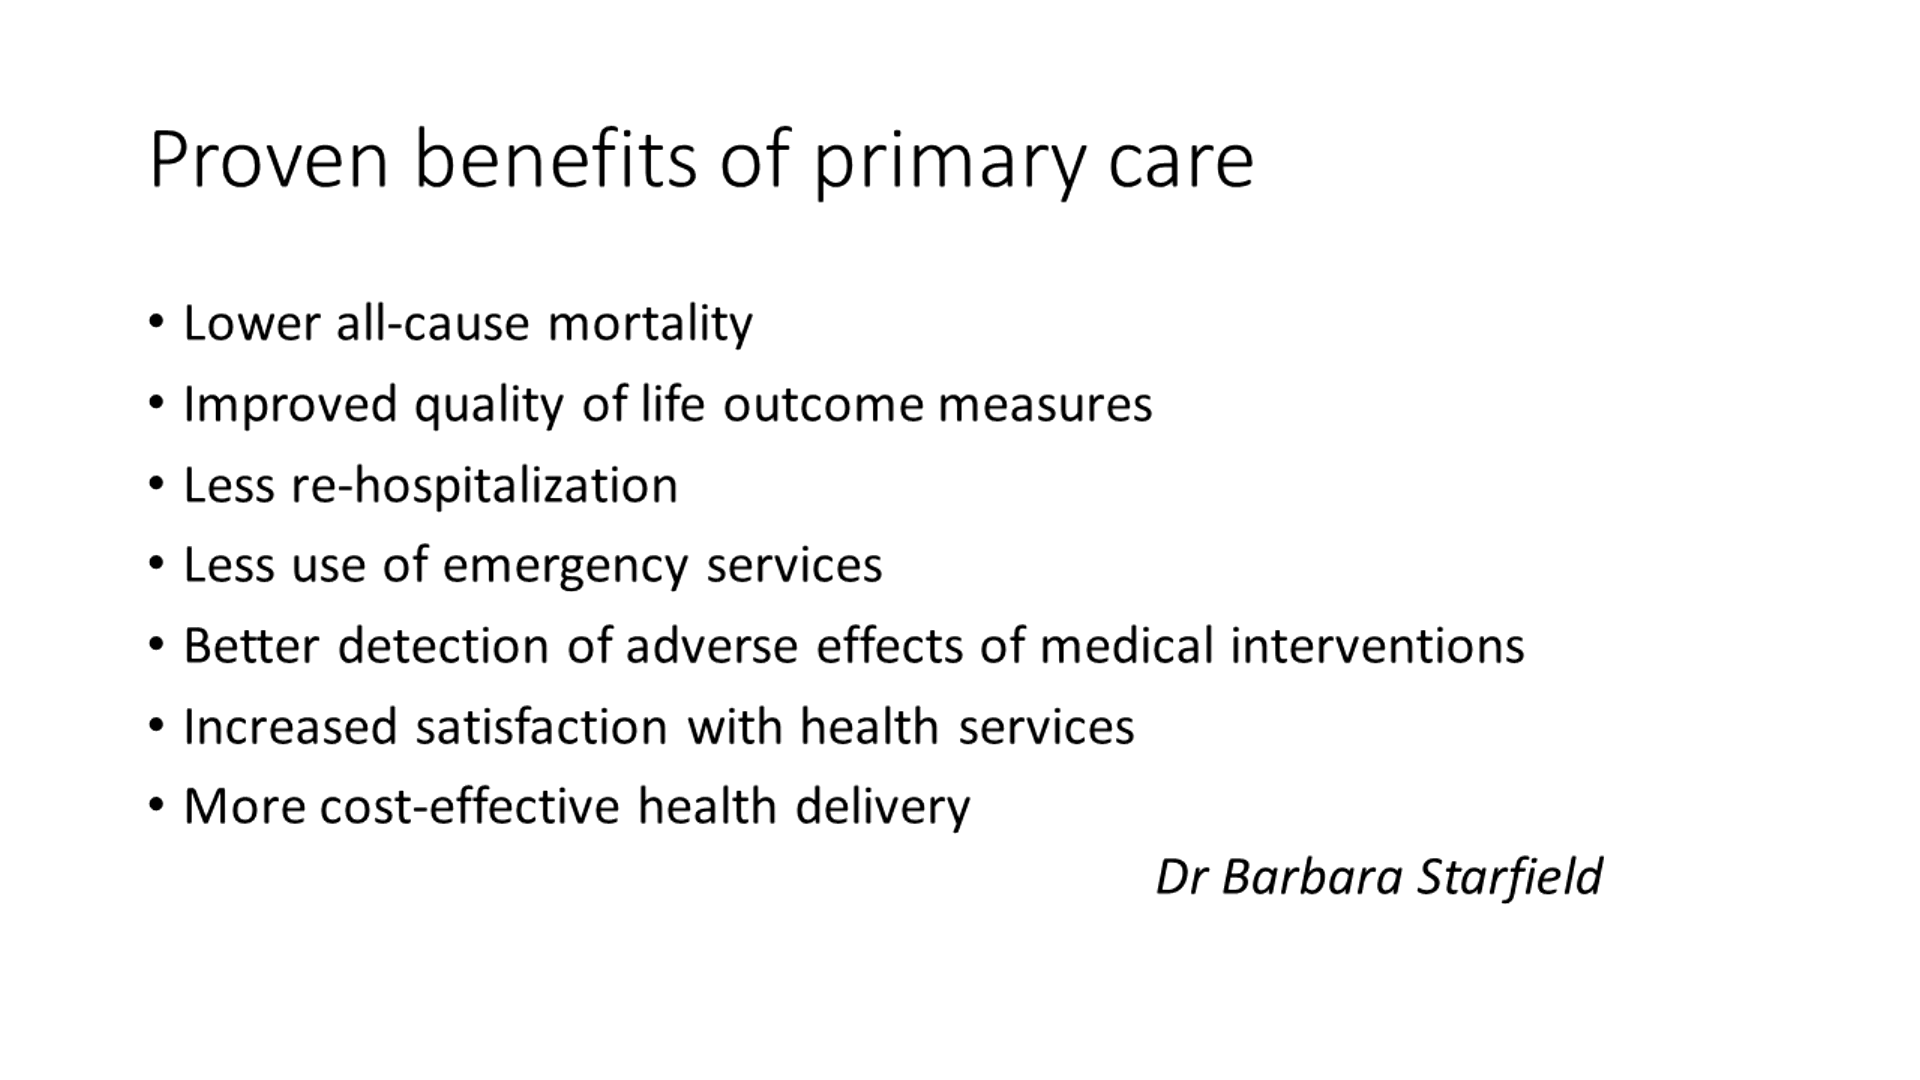 Proven benefits of primary care
• Lower all-cause mortality
• Improved quality of life outcome measures
• Less re-hospitalization
• Less use of emergency services
• Better detection of adverse effects of medical interventions
• Increased satisfaction with health services
• More cost-effective health delivery
Dr Barbara Starfield